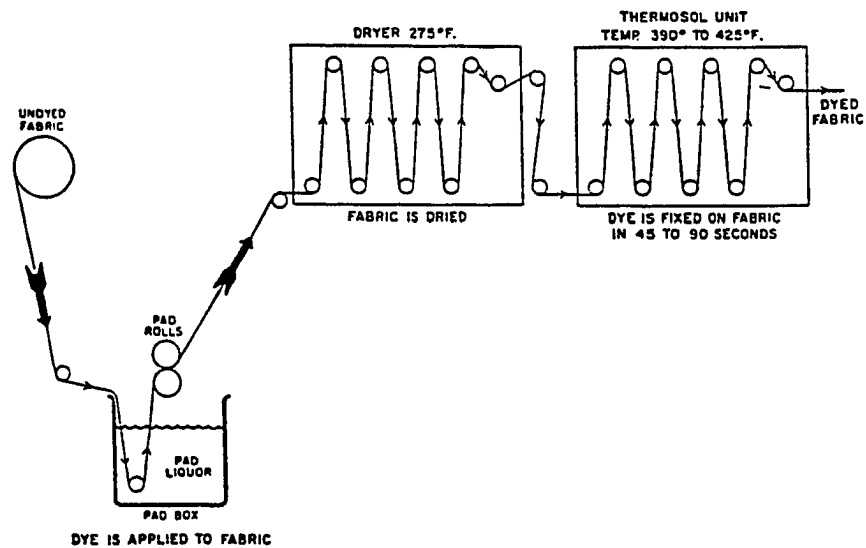 DRYER 275°F.
THERMOSOL UNIT
TEMP. 390° TO 425°F.
UNDYED
FABRIC
DYED
FABRIC
FABRIC IS DRIED
DYE IS FIXED ON FABRIC
IN 45 TO 90 SECONDS
PAD
ROLLS
PAD
LIQUOR
PAD BOX
DYE IS APPLIED TO FABRIC